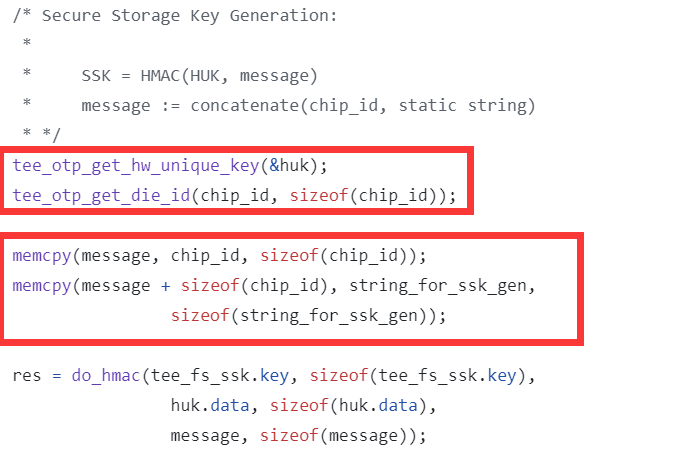 /* Secure Storage Key Generation:
*
* SSK = HMAC(HUK, message)
* message := concatenate(chip_id, static string)
* */
tee_otp_get_hw_unique_key(&huk);
tee_otp_get_die_id(chip_id, sizeof(chip_id));
memcpy(message, chip_id, sizeof(chip_id));
memcpy(message + sizeof(chip_id), string_for_ssk_gen,
sizeof(string_for_ssk_gen));
res = do_hmac(tee_fs_ssk.key, sizeof(tee_fs_ssk.key),
huk.data, sizeof(huk.data),
message, sizeof(message));